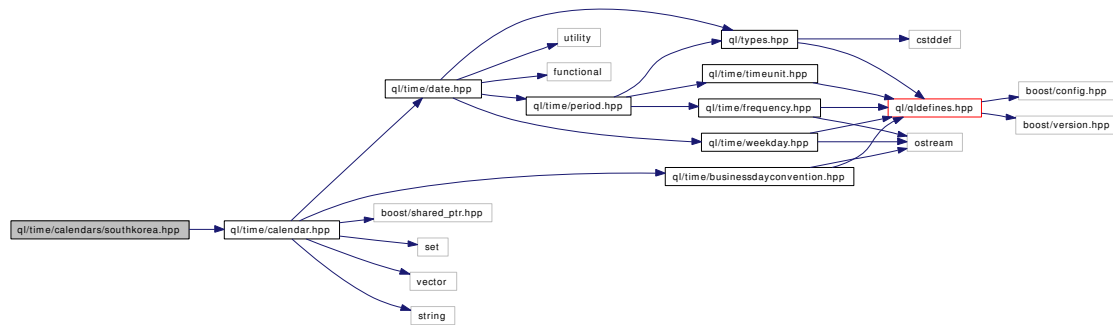 ql/types.hpp
cstddef
utility
functional
ql/time/timeunit.hpp
ql/time/date.hpp
boost/config.hpp
ql/time/period.hpp
ql/time/frequency.hpp
ql/qldefines.hpp
boost/version.hpp
ql/time/weekday.hpp
ostream
ql/time/businessdayconvention.hpp
boost/shared_ptr.hpp
ql/time/calendars/southkorea.hpp
ql/time/calendar.hpp
set
vector
string